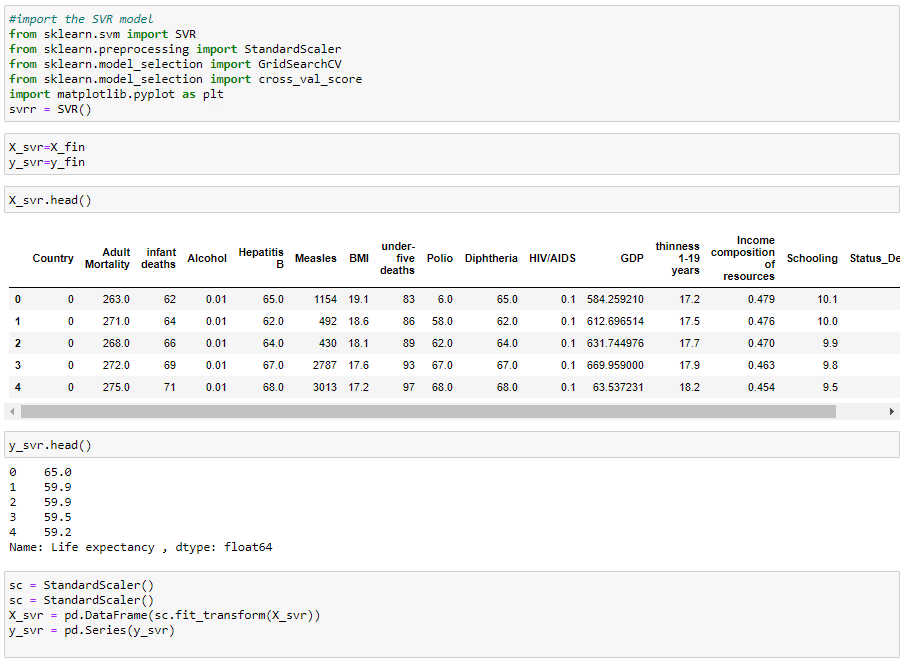 #import the SVR model
from sklearn.svm import SVR
from sklearn.preprocessing import StandardScaler
from sklearn.model_selection import GridSearchCV
from sklearn.model_selection import cross_val_score
import matplotlib.pyplot as plt
svrr = SVR()
X_svr=X_fin
y_svr=y_fin
X_svr.head()
Country Adult Mortality infant deaths Alcohol Hepatitis B Measles BMI under-five deaths Polio Diphtheria HIV/AIDS GDP thinness 1-19 years Income composition of resources Schooling Status_De
0 0 263.0 62 0.01 65.0 1154 19.1 83 6.0 65.0 0.1 584.259210 17.2 0.479 10.1
1 0 271.0 64 0.01 62.0 492 18.6 86 58.0 62.0 0.1 612.696514 17.5 0.476 10.0
2 0 268.0 66 0.01 64.0 430 18.1 89 62.0 64.0 0.1 631.744976 17.7 0.470 9.9
3 0 272.0 69 0.01 67.0 2787 17.6 93 67.0 67.0 0.1 669.959000 17.9 0.463 9.8
4 0 275.0 71 0.01 68.0 3013 17.2 97 68.0 68.0 0.1 63.537231 18.2 0.454 9.5
y_svr.head()
0 65.0
1 59.9
2 59.9
3 59.5
4 59.2
Name: Life expectancy , dtype: float64
sc = StandardScaler()
sc = StandardScaler()
X_svr = pd.DataFrame(sc.fit_transform(X_svr))
y_svr = pd.Series(y_svr)